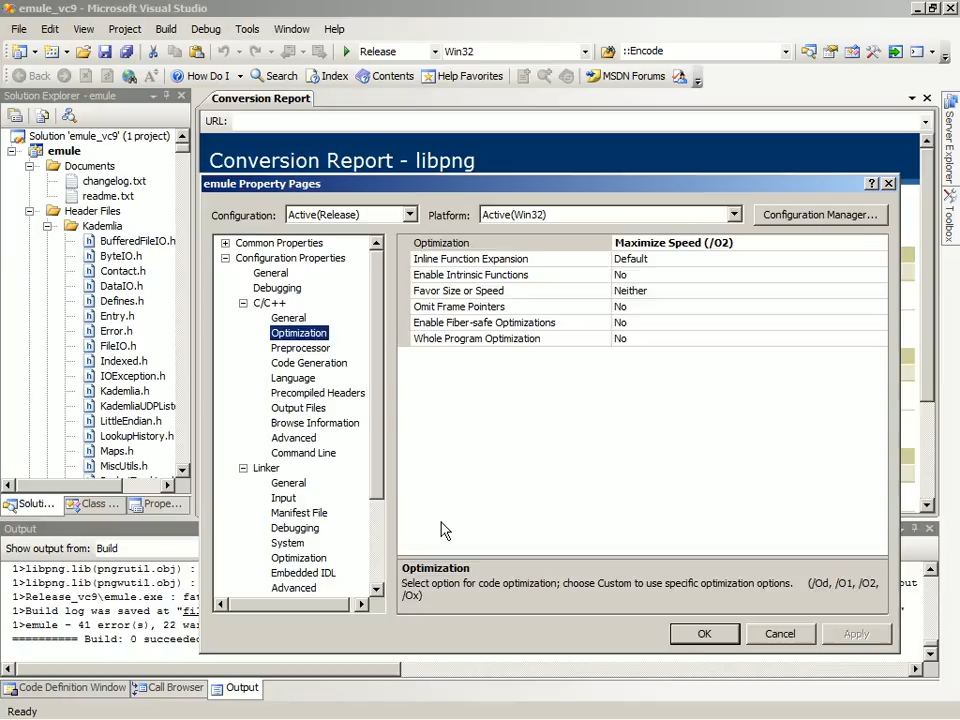 emule_vc9 - Microsoft Visual Studio
File Edit View Project Build Debug Tools Window Help
Release Win32 ::Encode
Back How Do I Search Index Contents Help Favorites MSDN Forums
Solution Explorer - emule
Solution 'emule_vc9' (1 project)
emule
Documents
changelog.txt
readme.txt
Header Files
Kademlia
BufferedFileIO.h
ByteIO.h
Contact.h
DataIO.h
Defines.h
Entry.h
Error.h
FileIO.h
Indexed.h
IOException.h
Kademlia.h
KademliaUDPList
LittleEndian.h
LookupHistory.h
Maps.h
MiscUtils.h
Soluti... Class ... Prope...
Conversion Report
URL:
Conversion Report - libpng
Server Explorer
Toolbox
emule Property Pages
Configuration: Active(Release) Platform: Active(Win32) Configuration Manager...
Common Properties
Configuration Properties
General
Debugging
C/C++
General
Optimization
Preprocessor
Code Generation
Language
Precompiled Headers
Output Files
Browse Information
Advanced
Command Line
Linker
General
Input
Manifest File
Debugging
System
Optimization
Embedded IDL
Advanced
Optimization Maximize Speed (/O2)
Inline Function Expansion Default
Enable Intrinsic Functions No
Favor Size or Speed Neither
Omit Frame Pointers No
Enable Fiber-safe Optimizations No
Whole Program Optimization No
Optimization
Select option for code optimization; choose Custom to use specific optimization options. (/Od, /O1, /O2,
/Ox)
OK Cancel Apply
Output
Show output from: Build
1>libpng.lib(pngrutil.obj) :
1>libpng.lib(pngwutil.obj) :
1>Release_vc9\emule.exe : fat
1>Build log was saved at "fil
1>emule - 41 error(s), 22 war
========== Build: 0 succeeded
Code Definition Window Call Browser Output
Ready